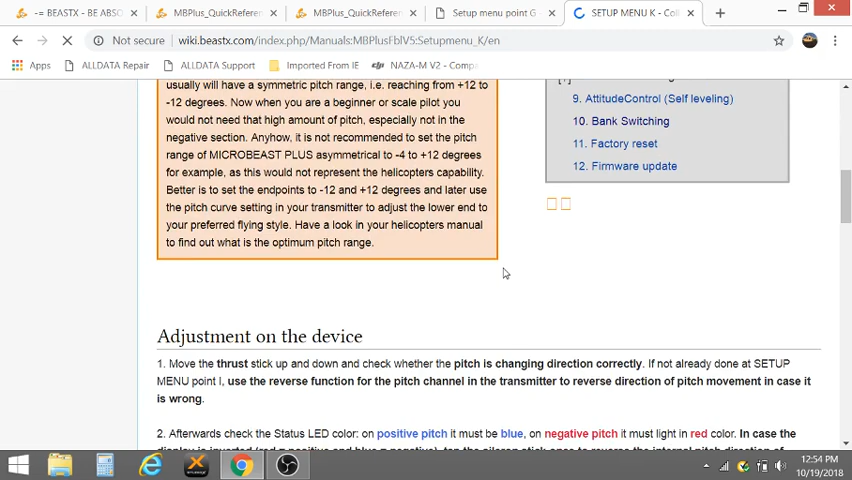 -= BEASTX - BE ABSO
MBPlus_QuickReferen
MBPlus_QuickReferen
Setup menu point G -
SETUP MENU K - Coll
Not secure
wiki.beastx.com/index.php/Manuals:MBPlusFblV5:Setupmenu_K/en
Apps
ALLDATA Repair
ALLDATA Support
Imported From IE
NAZA-M V2 - Comp
usually will have a symmetric pitch range, i.e. reaching from +12 to
-12 degrees. Now when you are a beginner or scale pilot you
would not need that high amount of pitch, especially not in the
negative section. Anyhow, it is not recommended to set the pitch
range of MICROBEAST PLUS asymmetrical to -4 to +12 degrees
for example, as this would not represent the helicopters capability.
Better is to set the endpoints to -12 and +12 degrees and later use
the pitch curve setting in your transmitter to adjust the lower end to
your preferred flying style. Have a look in your helicopters manual
to find out what is the optimum pitch range.
9. AttitudeControl (Self leveling)
10. Bank Switching
11. Factory reset
12. Firmware update
Adjustment on the device
1. Move the thrust stick up and down and check whether the pitch is changing direction correctly. If not already done at SETUP
MENU point I, use the reverse function for the pitch channel in the transmitter to reverse direction of pitch movement in case it
is wrong.
2. Afterwards check the Status LED color: on positive pitch it must be blue, on negative pitch it must light in red color. In case the
12:54 PM
10/19/2018